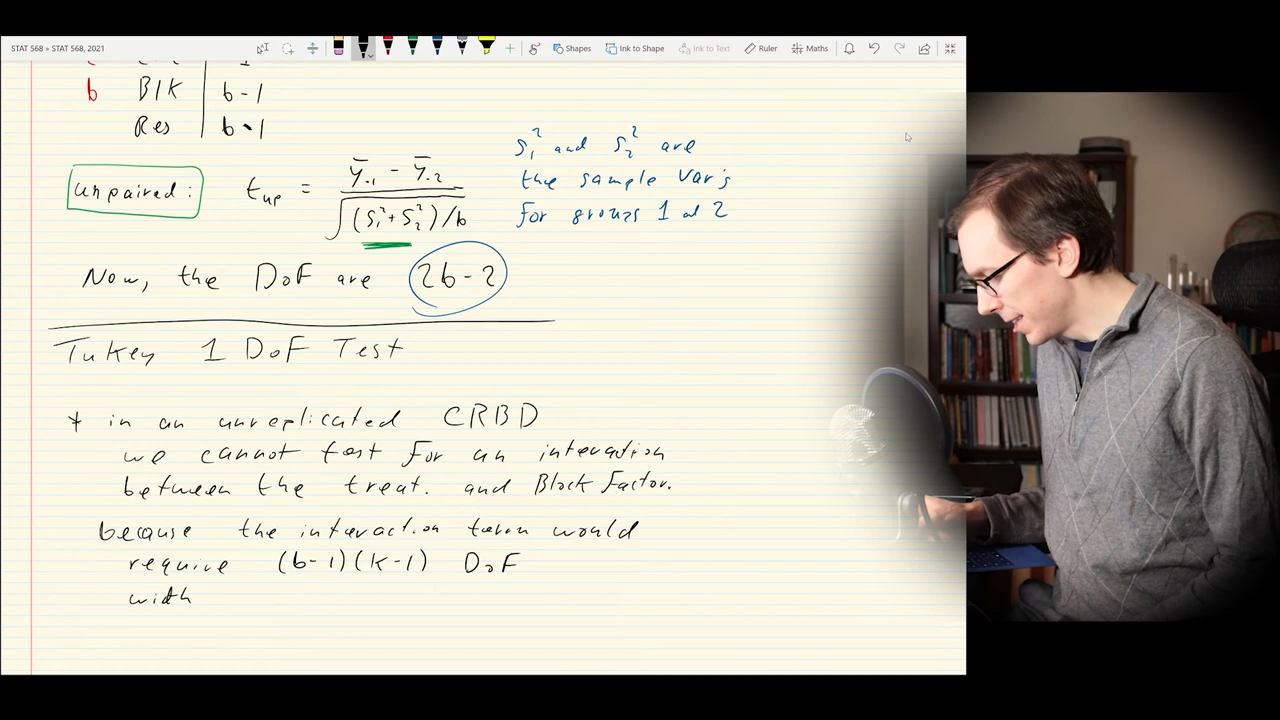 STAT 568 » STAT 568, 2021
Shapes
Ink to Shape
Ink to Text
Ruler
Maths
b Blk b-1
Res b-1
unpaired: t_up = (ȳ.₁ - ȳ.₂) / √((S₁²+S₂²)/b)
S₁² and S₂² are
the sample var's
for groups 1 ad 2
Now, the DoF are 2b-2
Tukey 1 DoF Test
* in an unreplicated CRBD
we cannot test for an interaction
between the treat. and Block Factor.
because the interaction term would
require (b-1)(k-1) DoF
with